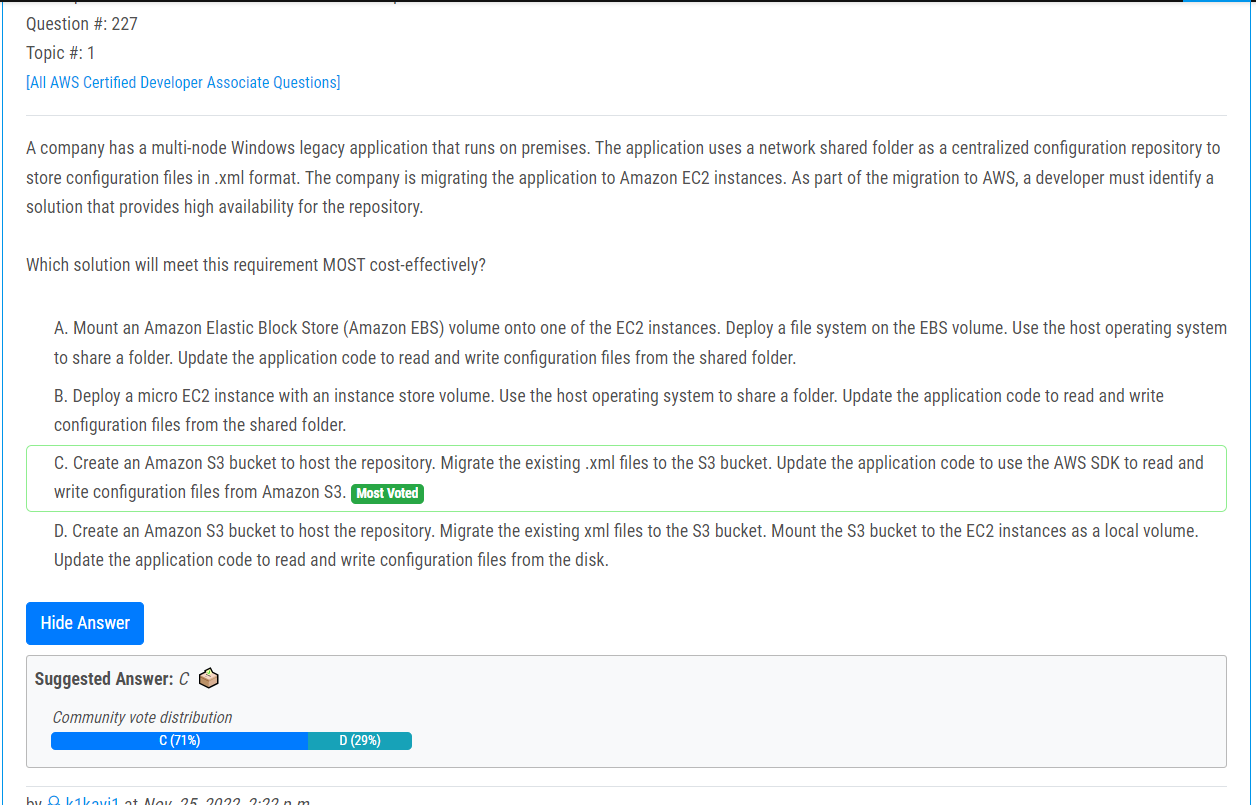 Question #: 227
Topic #: 1
[All AWS Certified Developer Associate Questions]
A company has a multi-node Windows legacy application that runs on premises. The application uses a network shared folder as a centralized configuration repository to
store configuration files in .xml format. The company is migrating the application to Amazon EC2 instances. As part of the migration to AWS, a developer must identify a
solution that provides high availability for the repository.
Which solution will meet this requirement MOST cost-effectively?
A. Mount an Amazon Elastic Block Store (Amazon EBS) volume onto one of the EC2 instances. Deploy a file system on the EBS volume. Use the host operating system
to share a folder. Update the application code to read and write configuration files from the shared folder.
B. Deploy a micro EC2 instance with an instance store volume. Use the host operating system to share a folder. Update the application code to read and write
configuration files from the shared folder.
C. Create an Amazon S3 bucket to host the repository. Migrate the existing .xml files to the S3 bucket. Update the application code to use the AWS SDK to read and
write configuration files from Amazon S3. Most Voted
D. Create an Amazon S3 bucket to host the repository. Migrate the existing xml files to the S3 bucket. Mount the S3 bucket to the EC2 instances as a local volume.
Update the application code to read and write configuration files from the disk.
Hide Answer
Suggested Answer: C
Community vote distribution
C (71%) D (29%)
by k1kavi1 at Nov. 25, 2022, 2:22 p.m.